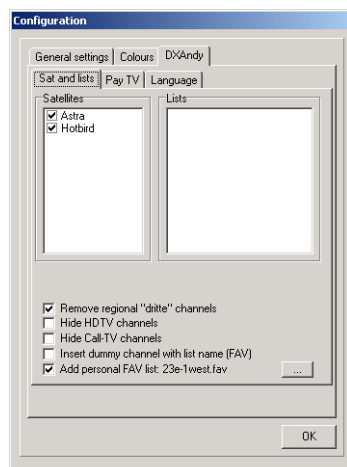 Configuration
General settings Colours DXAndy
Sat and lists Pay TV Language
Satellites Lists
Astra
Hotbird
Remove regional "dritte" channels
Hide HDTV channels
Hide Call-TV channels
Insert dummy channel with list name (FAV)
Add personal FAV list: 23e-1west.fav ...
OK